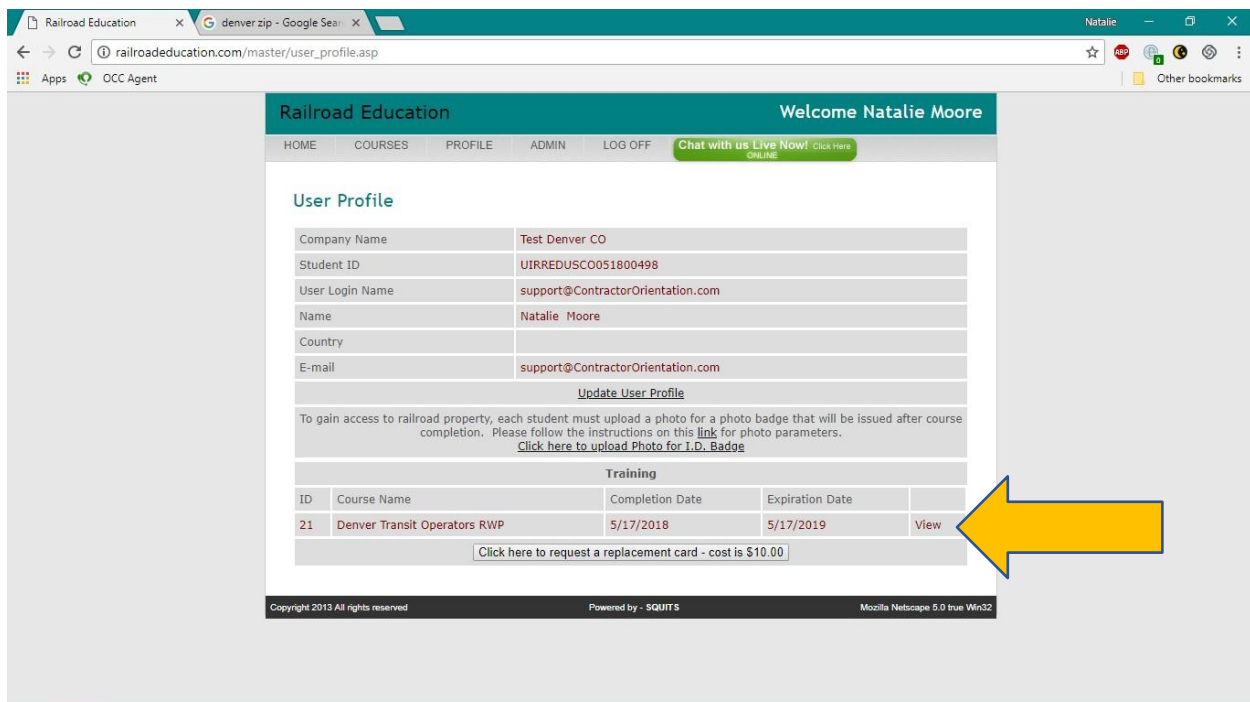 Railroad Education
denver zip - Google Sear
Natalie
railroadeducation.com/master/user_profile.asp
ABP
0
Apps OCC Agent Other bookmarks
Railroad Education Welcome Natalie Moore
HOME COURSES PROFILE ADMIN LOG OFF Chat with us Live Now! Click Here
ONLINE
User Profile
Company Name Test Denver CO
Student ID UIRREDUSCO051800498
User Login Name support@ContractorOrientation.com
Name Natalie Moore
Country
E-mail support@ContractorOrientation.com
Update User Profile
To gain access to railroad property, each student must upload a photo for a photo badge that will be issued after course
completion. Please follow the instructions on this link for photo parameters.
Click here to upload Photo for I.D. Badge
Training
ID Course Name Completion Date Expiration Date
21 Denver Transit Operators RWP 5/17/2018 5/17/2019 View
Click here to request a replacement card - cost is $10.00
Copyright 2013 All rights reserved Powered by - SQUITS Mozilla Netscape 5.0 true Win32